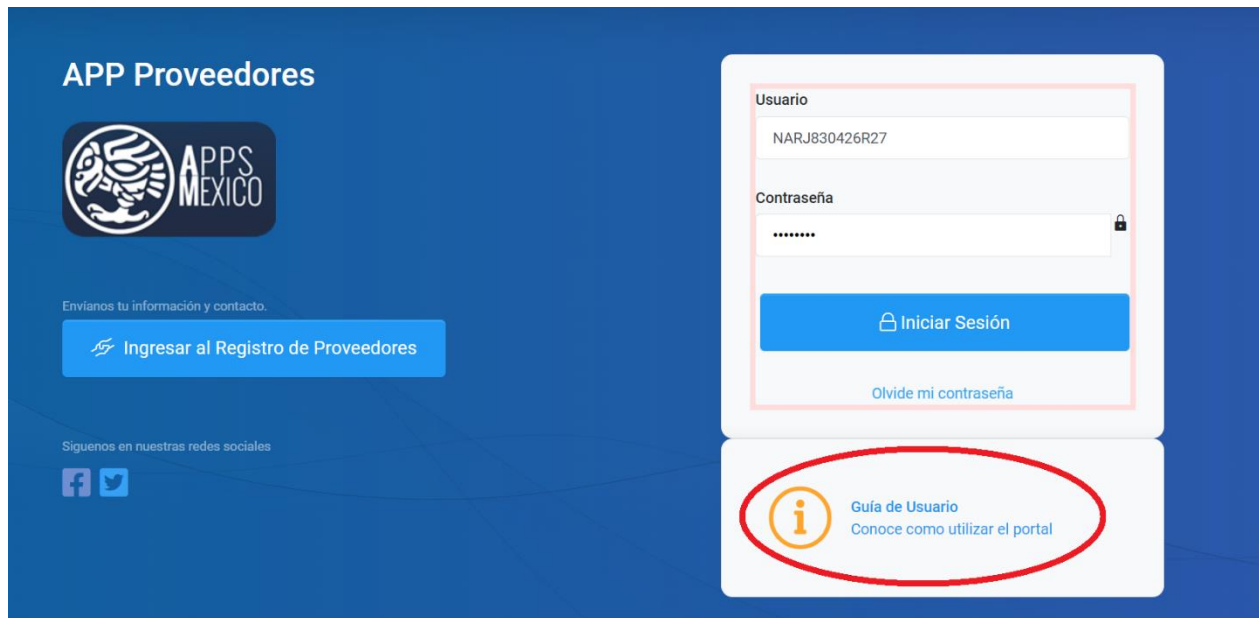 APP Proveedores
APPS
MEXICO
Envíanos tu información y contacto.
Ingresar al Registro de Proveedores
Siguenos en nuestras redes sociales
Usuario
NARJ830426R27
Contraseña
••••••••
Iniciar Sesión
Olvide mi contraseña
Guía de Usuario
Conoce como utilizar el portal